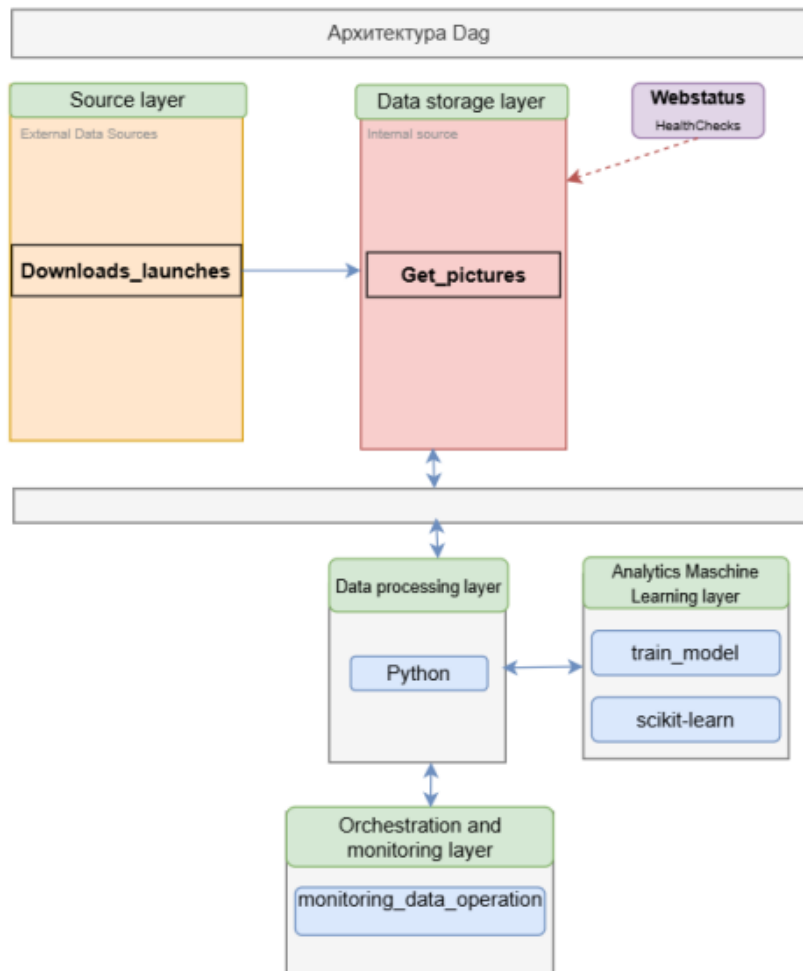 Архитектура Dag
Source layer
Data storage layer
Webstatus
HealthChecks
External Data Sources
Internal source
Downloads_launches
Get_pictures
Data processing layer
Analytics Maschine
Learning layer
Python
train_model
scikit-learn
Orchestration and
monitoring layer
monitoring_data_operation